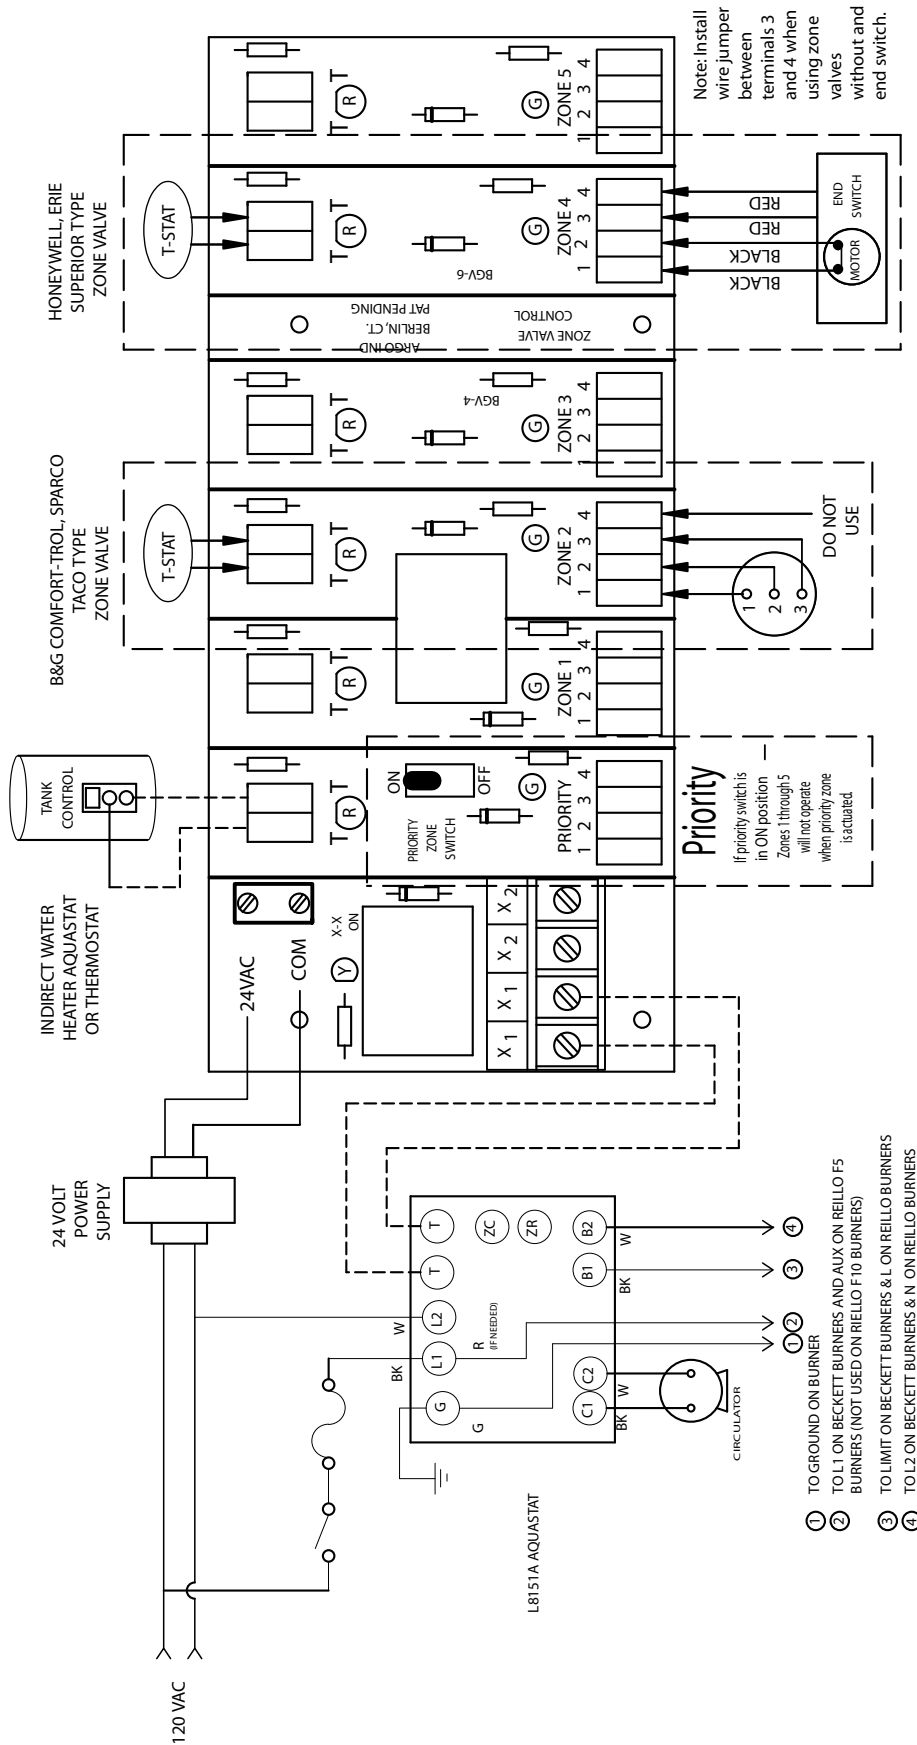 HONEYWELL, ERIE
SUPERIOR TYPE
ZONE VALVE
B&G COMFORT-TROL, SPARCO
TACO TYPE
ZONE VALVE
TANK
CONTROL
INDIRECT WATER
HEATER AQUASTAT
OR THERMOSTAT
24 VOLT
POWER
SUPPLY
120 VAC
T-STAT
T-STAT
24VAC
COM
X-X
ON
Y
X 1
X 1
X 2
X 2
R
PRIORITY
ZONE
SWITCH
ON
OFF
G
PRIORITY
1 2 3 4
T R T
G
ZONE 1
1 2 3 4
T R T
G
ZONE 2
1 2 3 4
T R T
BGV-4
G
ZONE 3
1 2 3 4
ARGO IND
BERLIN, CT.
PAT PENDING
ZONE VALVE
CONTROL
T R T
BGV-6
G
ZONE 4
1 2 3 4
T R T
G
ZONE 5
1 2 3 4
Priority
If priority switch is
in ON position —
Zones 1 through 5
will not operate
when priority zone
is actuated.
1
2
3
DO NOT
USE
BLACK
BLACK
RED
RED
MOTOR
END
SWITCH
Note: Install
wire jumper
between
terminals 3
and 4 when
using zone
valves
without and
end switch.
G
L1
L2
T
T
BK
W
R
(IF NEEDED)
ZC
ZR
G
C1
C2
B1
B2
BK
W
BK
W
CIRCULATOR
L8151A AQUASTAT
1
2
3
4
1 TO GROUND ON BURNER
2 TO L1 ON BECKETT BURNERS AND AUX ON REILLO F5
BURNERS (NOT USED ON RIELLO F10 BURNERS)
3 TO LIMIT ON BECKETT BURNERS & L ON REILLO BURNERS
4 TO L2 ON BECKETT BURNERS & N ON REILLO BURNERS